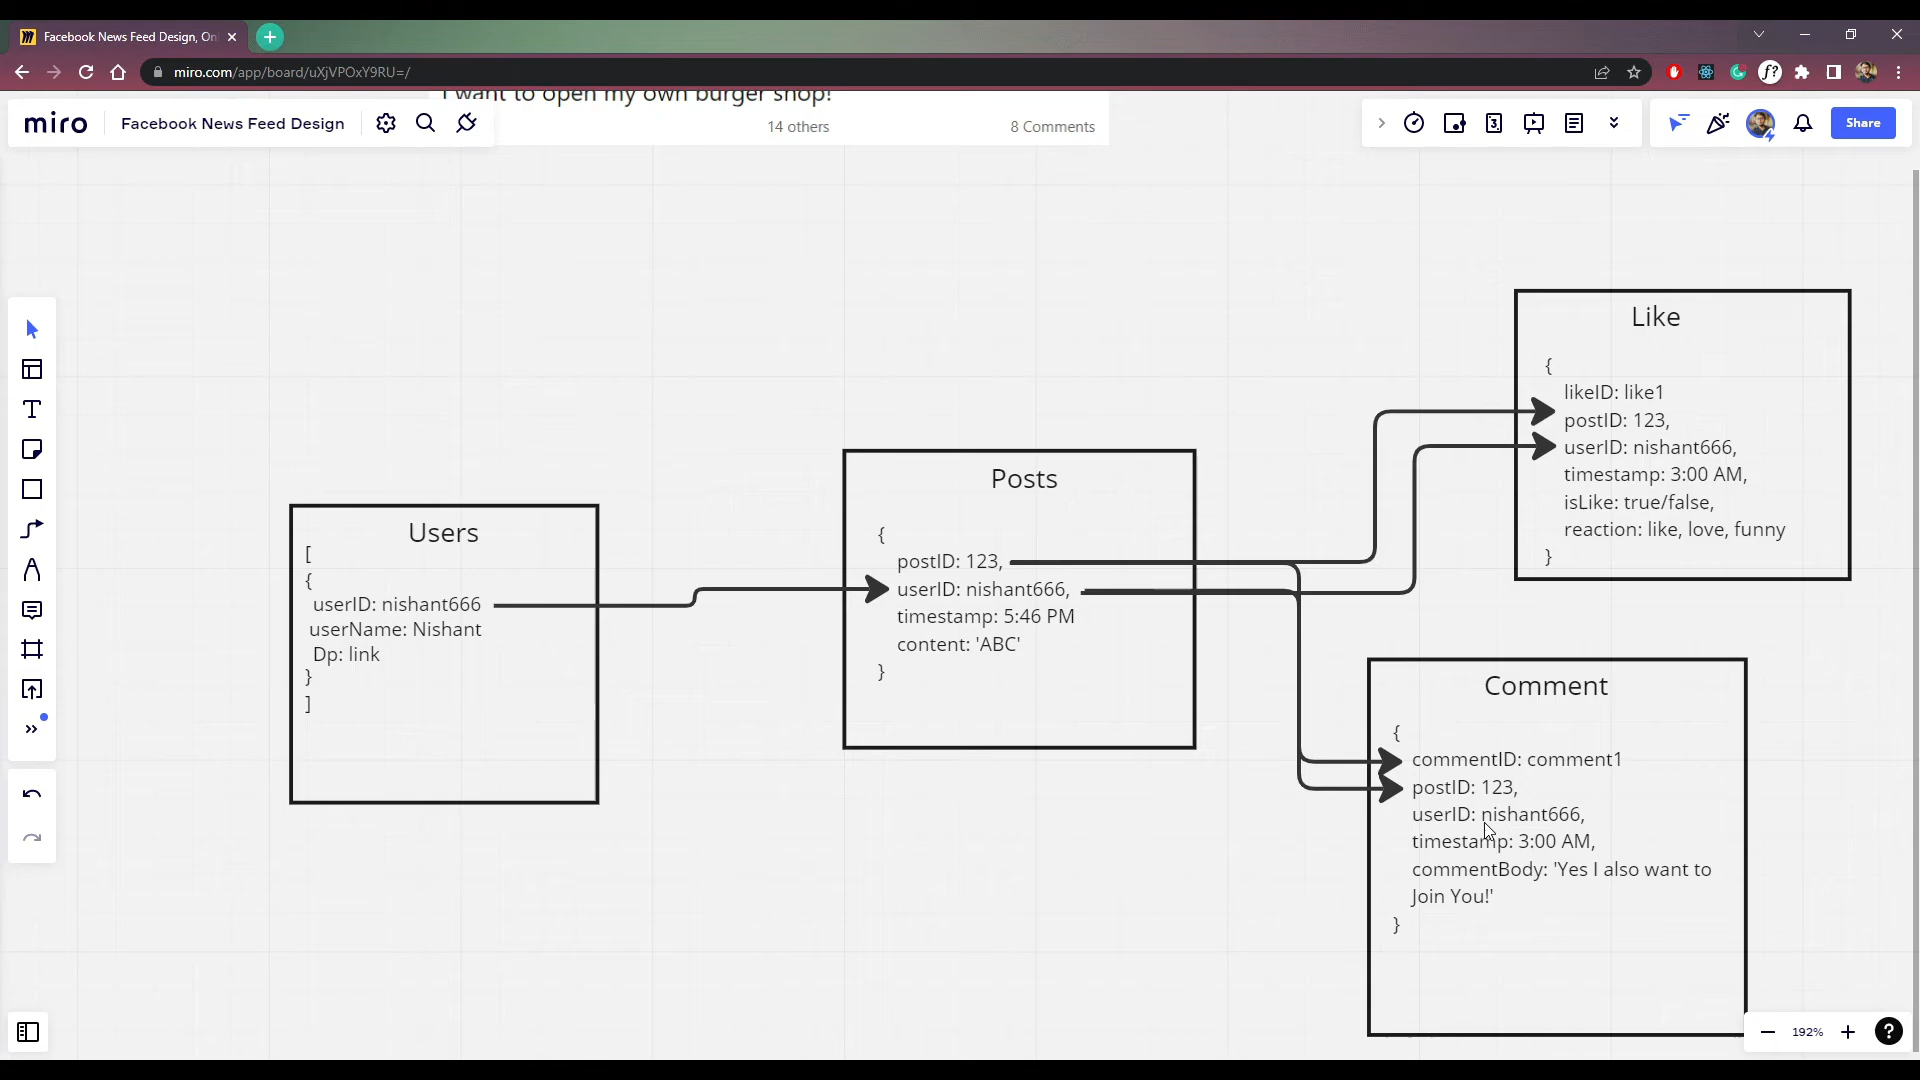 Facebook News Feed Design, Onl
miro.com/app/board/uXjVPOxY9RU=/
I want to open my own burger shop!
miro
Facebook News Feed Design
14 others
8 Comments
Share
Like
{
likeID: like1
postID: 123,
userID: nishant666,
timestamp: 3:00 AM,
isLike: true/false,
reaction: like, love, funny
}
Posts
{
postID: 123,
userID: nishant666,
timestamp: 5:46 PM
content: 'ABC'
}
Users
[
{
userID: nishant666
userName: Nishant
Dp: link
}
]
Comment
{
commentID: comment1
postID: 123,
userID: nishant666,
timestamp: 3:00 AM,
commentBody: 'Yes I also want to
Join You!'
}
192%